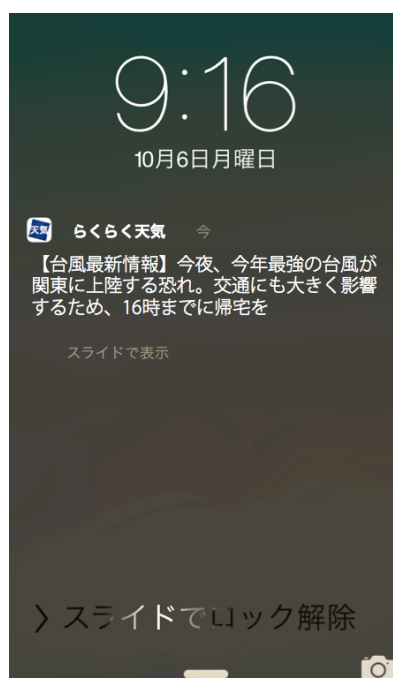 9:16
10月6日月曜日
天気 らくらく天気 今
【台風最新情報】今夜、今年最強の台風が
関東に上陸する恐れ。交通にも大きく影響
するため、16時までに帰宅を
スライドで表示
〉スライドでロック解除